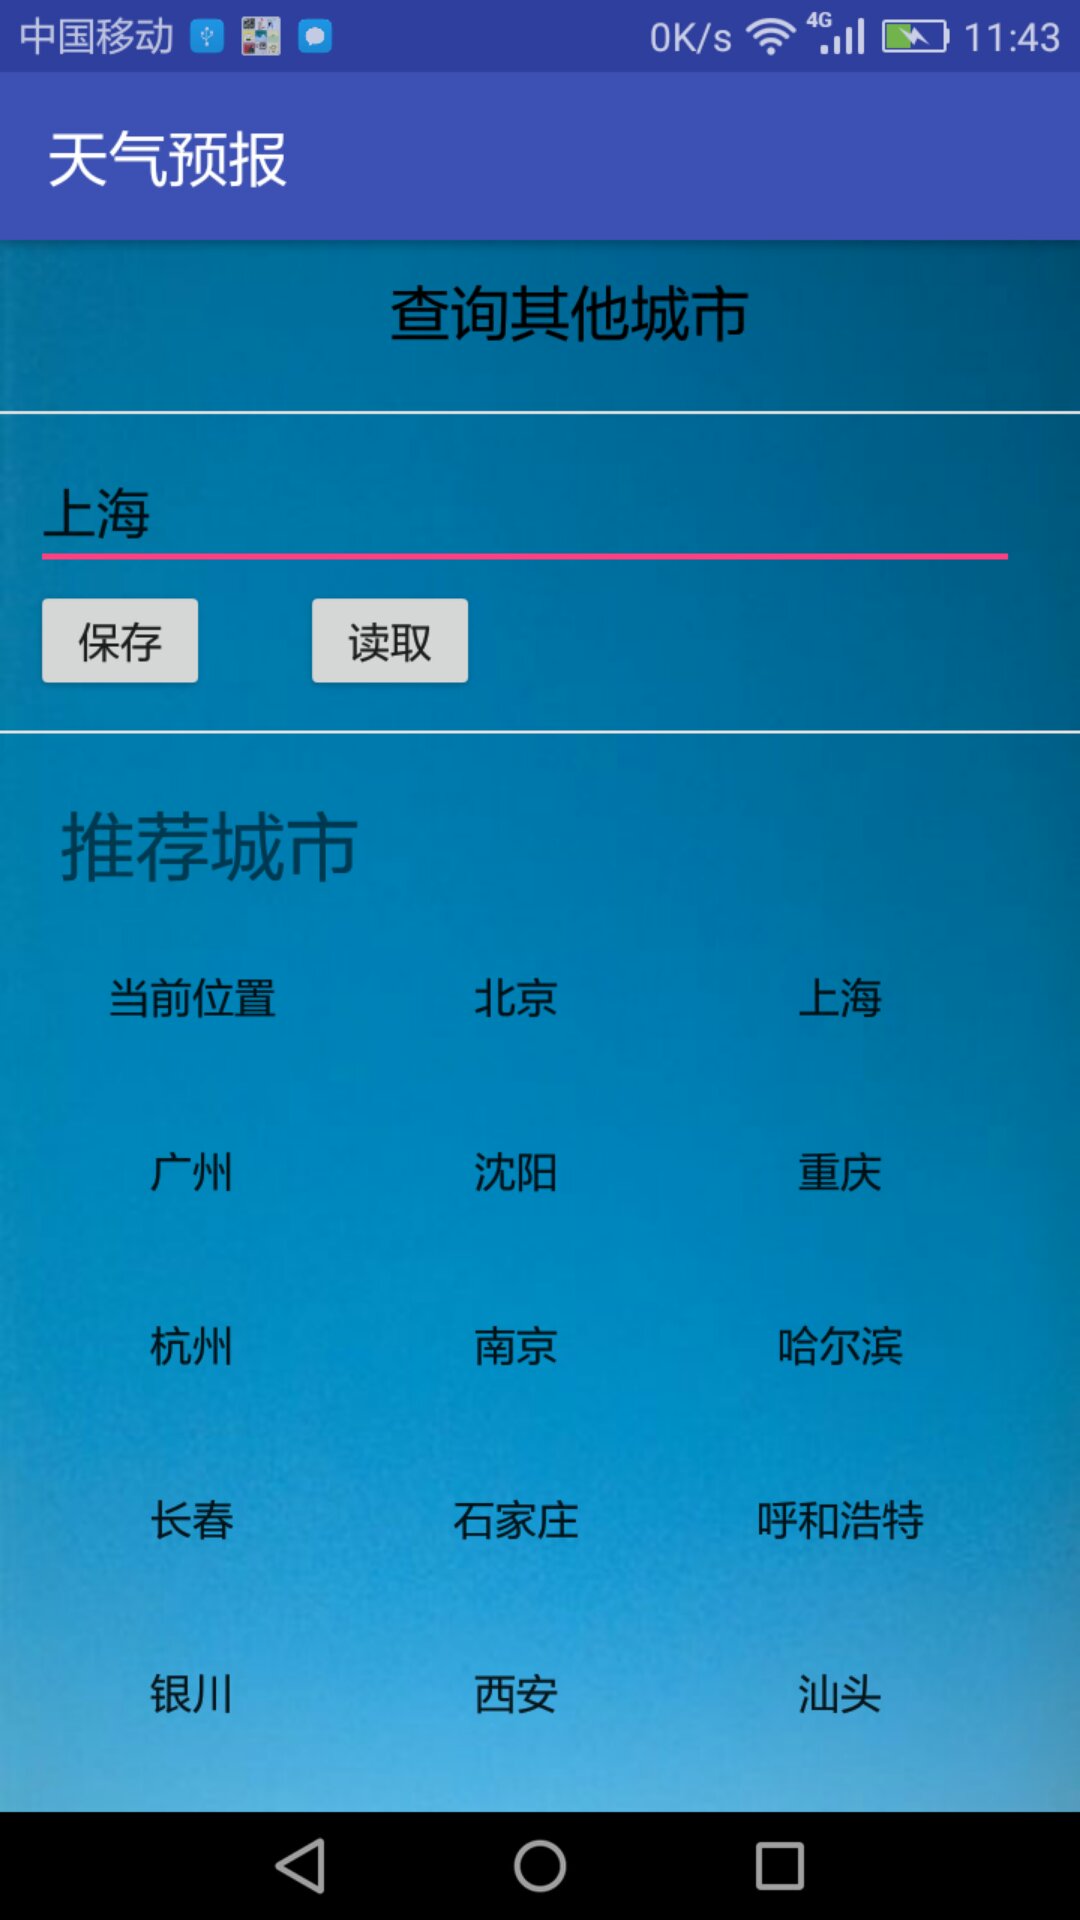 中国移动 0K/s 4G 11:43
天气预报
查询其他城市
上海
保存 读取
推荐城市
当前位置 北京 上海
广州 沈阳 重庆
杭州 南京 哈尔滨
长春 石家庄 呼和浩特
银川 西安 汕头